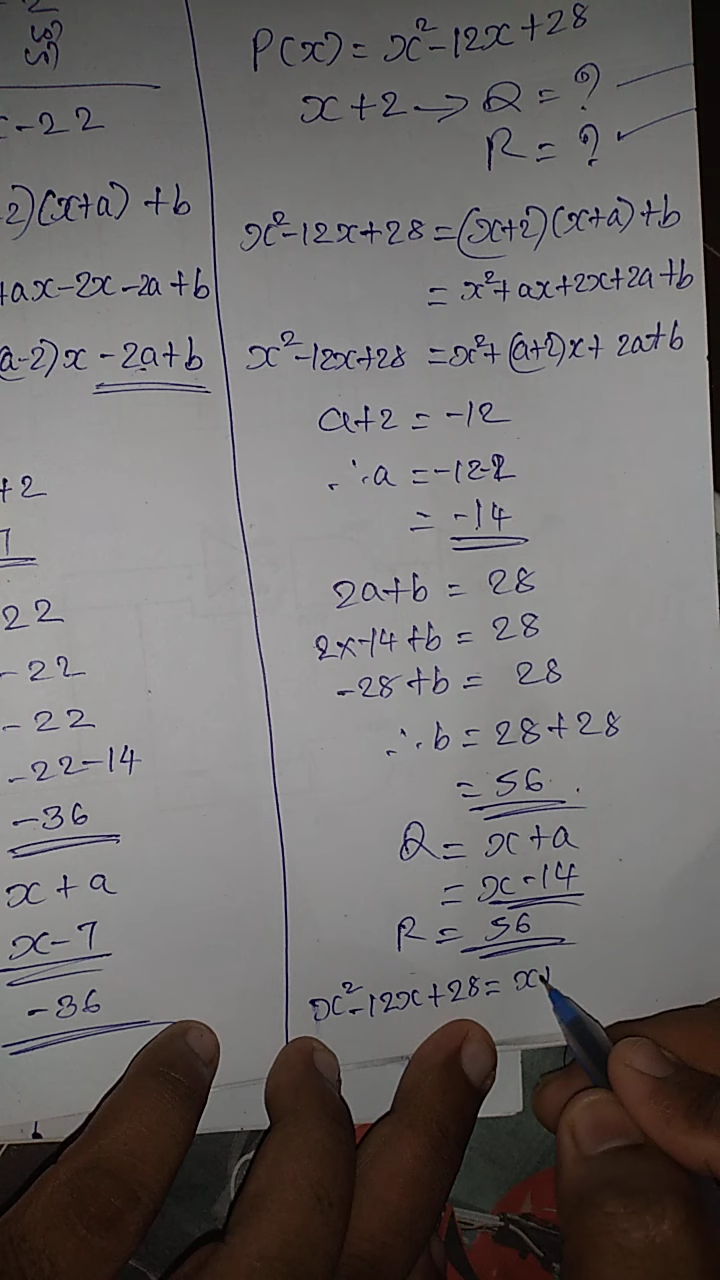 x-22
2)(x+a) +b
+ax-2x-2a+b
(a-2)x -2a+b
+2
7
22
-22
-22
-22-14
-36
x+a
x-7
-36
P(x) = x²-12x+28
x+2 → Q = ?
R = ?
x²-12x+28 = (x+2)(x+a)+b
= x²+ax+2x+2a+b
x²-12x+28 = x²+(a+2)x+ 2a+b
a+2 = -12
∴a = -12-2
= -14
2a+b = 28
2x-14+b = 28
-28+b = 28
∴b = 28+28
= 56
Q = x+a
= x-14
R = 56
x²-12x+28 = x